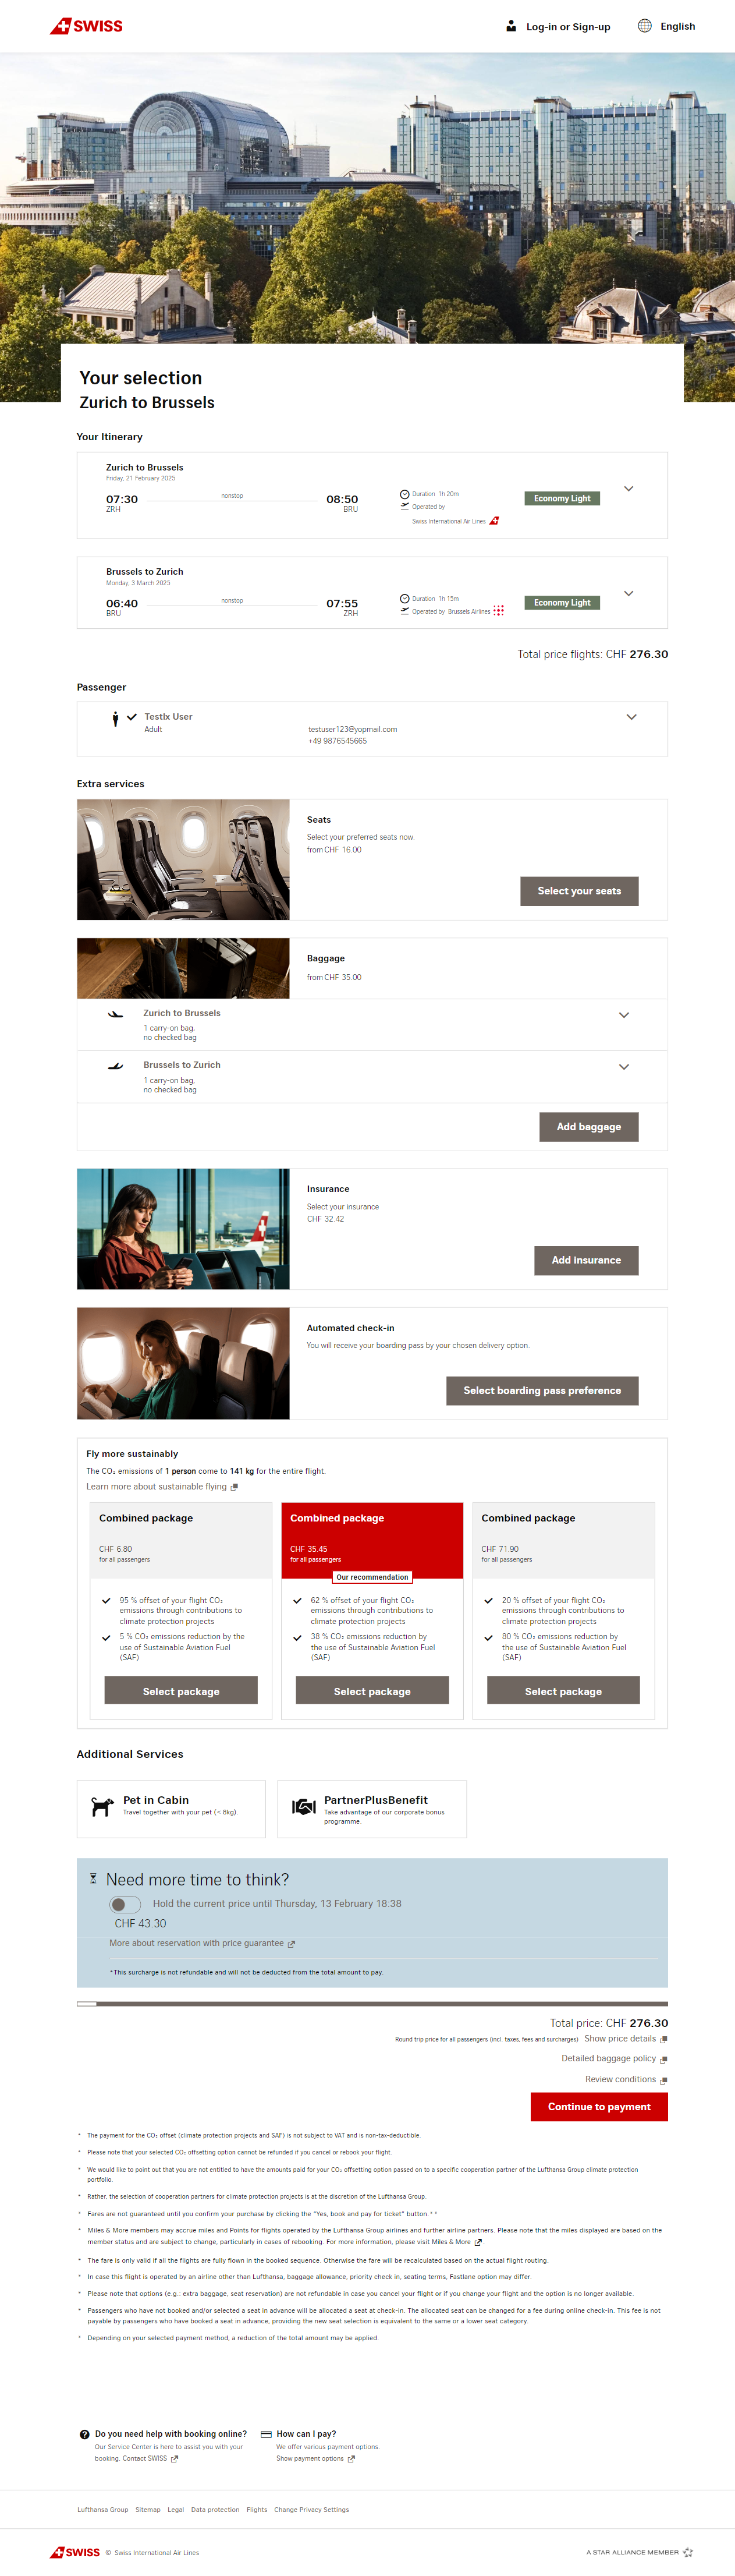 SWISS
Log-in or Sign-up
English
Your selection
Zurich to Brussels
Your Itinerary
Zurich to Brussels
Friday, 21 February 2025
07:30
nonstop
08:50
ZRH
BRU
Duration 1h 20m
Operated by
Swiss International Air Lines
Economy Light
Brussels to Zurich
Monday, 3 March 2025
06:40
nonstop
07:55
BRU
ZRH
Duration 1h 15m
Operated by Brussels Airlines
Economy Light
Total price flights: CHF 276.30
Passenger
Testlx User
Adult
testuser123@yopmail.com
+49 9876545665
Extra services
Seats
Select your preferred seats now.
from CHF 16.00
Select your seats
Baggage
from CHF 35.00
Zurich to Brussels
1 carry-on bag,
no checked bag
Brussels to Zurich
1 carry-on bag,
no checked bag
Add baggage
Insurance
Select your insurance
CHF 32.42
Add insurance
Automated check-in
You will receive your boarding pass by your chosen delivery option.
Select boarding pass preference
Fly more sustainably
The CO₂ emissions of 1 person come to 141 kg for the entire flight.
Learn more about sustainable flying
Combined package
CHF 6.80
for all passengers
95 % offset of your flight CO₂
emissions through contributions to
climate protection projects
5 % CO₂ emissions reduction by the
use of Sustainable Aviation Fuel
(SAF)
Select package
Combined package
CHF 35.45
for all passengers
Our recommendation
62 % offset of your flight CO₂
emissions through contributions to
climate protection projects
38 % CO₂ emissions reduction by
the use of Sustainable Aviation Fuel
(SAF)
Select package
Combined package
CHF 71.90
for all passengers
20 % offset of your flight CO₂
emissions through contributions to
climate protection projects
80 % CO₂ emissions reduction by
the use of Sustainable Aviation Fuel
(SAF)
Select package
Additional Services
Pet in Cabin
Travel together with your pet (< 8kg).
PartnerPlusBenefit
Take advantage of our corporate bonus
programme.
Need more time to think?
Hold the current price until Thursday, 13 February 18:38
CHF 43.30
More about reservation with price guarantee
*This surcharge is not refundable and will not be deducted from the total amount to pay.
Total price: CHF 276.30
Round trip price for all passengers (incl. taxes, fees and surcharges) Show price details
Detailed baggage policy
Review conditions
Continue to payment
* The payment for the CO₂ offset (climate protection projects and SAF) is not subject to VAT and is non-tax-deductible.
* Please note that your selected CO₂ offsetting option cannot be refunded if you cancel or rebook your flight.
* We would like to point out that you are not entitled to have the amounts paid for your CO₂ offsetting option passed on to a specific cooperation partner of the Lufthansa Group climate protection
portfolio.
* Rather, the selection of cooperation partners for climate protection projects is at the discretion of the Lufthansa Group.
* Fares are not guaranteed until you confirm your purchase by clicking the "Yes, book and pay for ticket" button.**
* Miles & More members may accrue miles and Points for flights operated by the Lufthansa Group airlines and further airline partners. Please note that the miles displayed are based on the
member status and are subject to change, particularly in cases of rebooking. For more information, please visit Miles & More
* The fare is only valid if all the flights are fully flown in the booked sequence. Otherwise the fare will be recalculated based on the actual flight routing.
* In case this flight is operated by an airline other than Lufthansa, baggage allowance, priority check in, seating terms, Fastlane option may differ.
* Please note that options (e.g.: extra baggage, seat reservation) are not refundable in case you cancel your flight or if you change your flight and the option is no longer available.
* Passengers who have not booked and/or selected a seat in advance will be allocated a seat at check-in. The allocated seat can be changed for a fee during online check-in. This fee is not
payable by passengers who have booked a seat in advance, providing the new seat selection is equivalent to the same or a lower seat category.
* Depending on your selected payment method, a reduction of the total amount may be applied.
Do you need help with booking online?
Our Service Center is here to assist you with your
booking. Contact SWISS
How can I pay?
We offer various payment options.
Show payment options
Lufthansa Group Sitemap Legal Data protection Flights Change Privacy Settings
SWISS © Swiss International Air Lines
A STAR ALLIANCE MEMBER